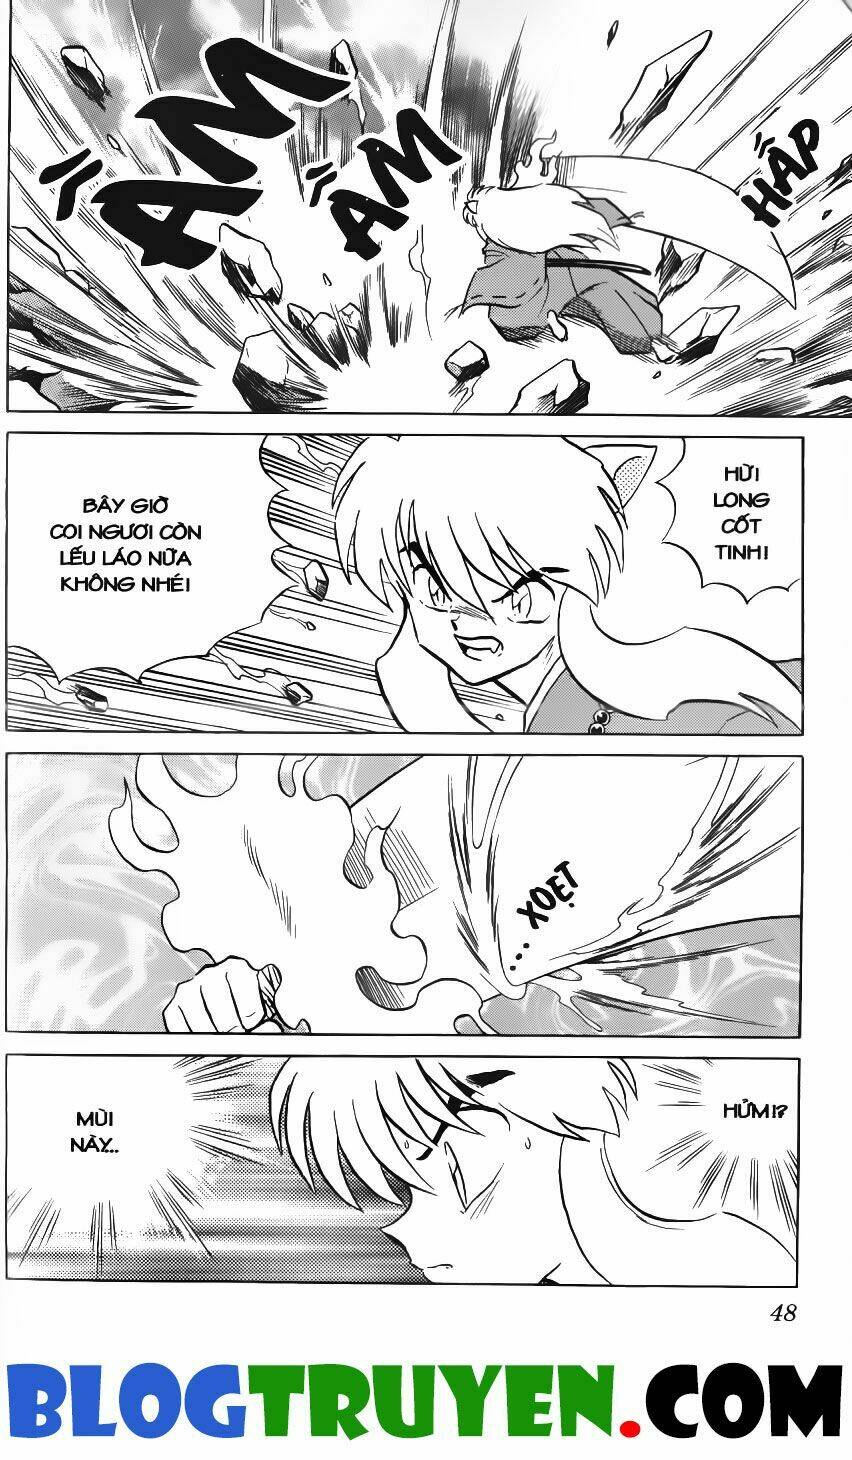 ẦM
ẦM
HẤP
HỪ!
LONG
CỐT
TINH!
BÂY GIỜ
COI NGƯƠI CÒN
LẾU LÁO NỮA
KHÔNG NHÉ!
... XOẸT
HỬM!?
MÙI
NÀY...
48
BLOGTRUYEN.COM